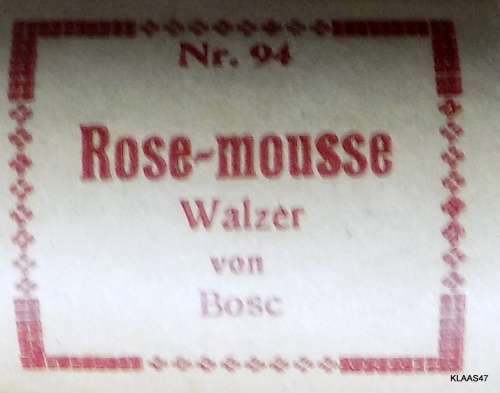 Nr. 94
Rose-mousse
Walzer
von
Bosc
KLAAS47